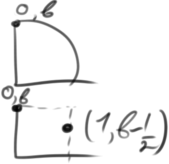 0, в
0, в
(1, в-1/2)